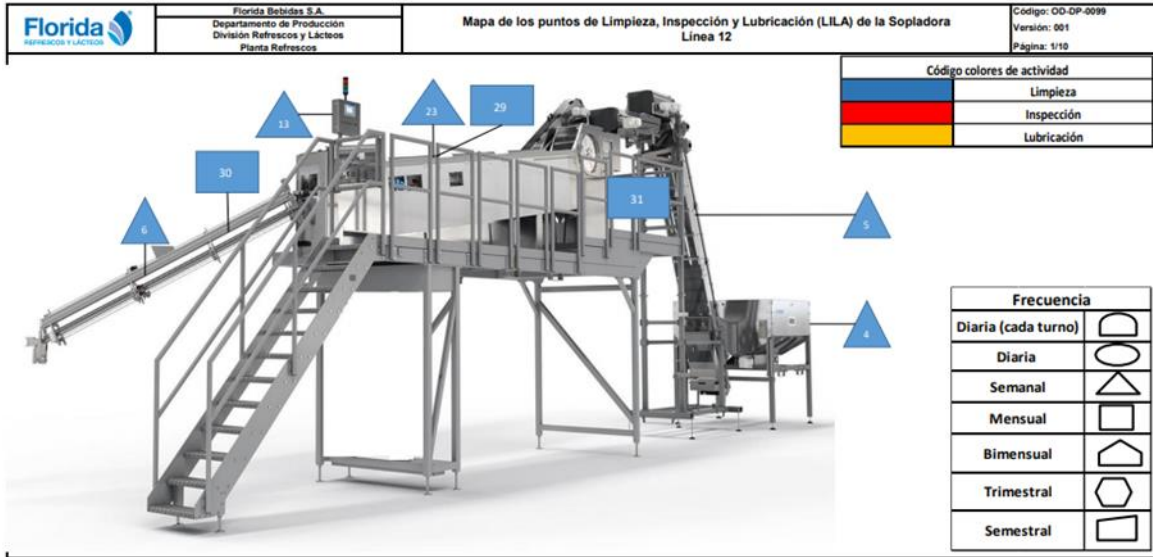 Florida
REFRESCOS Y LÁCTEOS
Florida Bebidas S.A.
Departamento de Producción
División Refrescos y Lácteos
Planta Refrescos
Mapa de los puntos de Limpieza, Inspección y Lubricación (LILA) de la Sopladora
Línea 12
Código: OD-DP-0099
Versión: 001
Página: 1/10
Código colores de actividad
Limpieza
Inspección
Lubricación
13
23
29
30
6
31
5
4
Frecuencia
Diaria (cada turno)
Diaria
Semanal
Mensual
Bimensual
Trimestral
Semestral